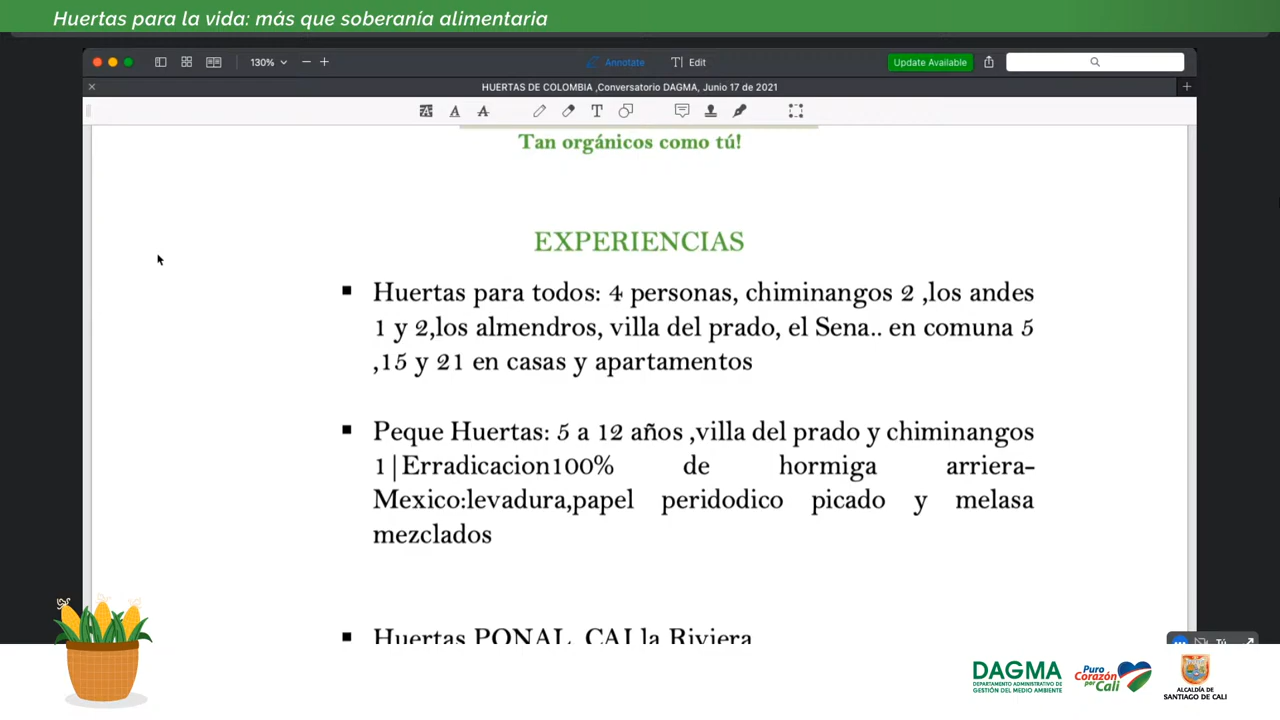 Huertas para la vida: más que soberanía alimentaria
130%
Annotate
Edit
Update Available
HUERTAS DE COLOMBIA ,Conversatorio DAGMA, Junio 17 de 2021
Tan orgánicos como tú!
EXPERIENCIAS
▪ Huertas para todos: 4 personas, chiminangos 2 ,los andes
1 y 2,los almendros, villa del prado, el Sena.. en comuna 5
,15 y 21 en casas y apartamentos
▪ Peque Huertas: 5 a 12 años ,villa del prado y chiminangos
1|Erradicacion100% de hormiga arriera-
Mexico:levadura,papel peridodico picado y melasa
mezclados
▪ Huertas PONAL CAI la Riviera
Tú
DAGMA
DEPARTAMENTO ADMINISTRATIVO DE
GESTIÓN DEL MEDIO AMBIENTE
Puro
Corazón
por
Cali
ALCALDÍA DE
SANTIAGO DE CALI